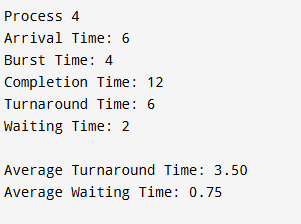 Process 4
Arrival Time: 6
Burst Time: 4
Completion Time: 12
Turnaround Time: 6
Waiting Time: 2
Average Turnaround Time: 3.50
Average Waiting Time: 0.75